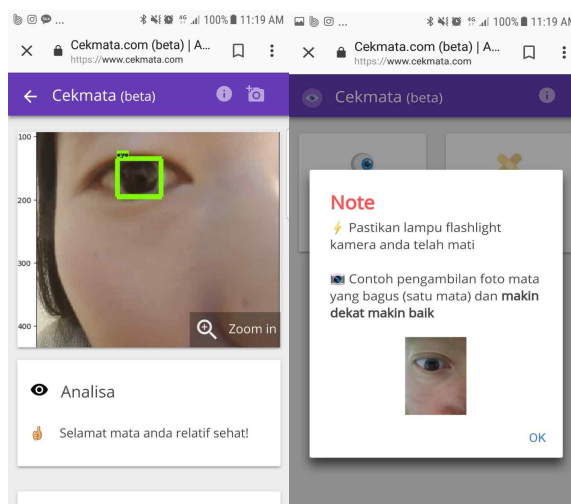 ... 100% 11:19 AM
Cekmata.com (beta) | A...
https://www.cekmata.com
Cekmata (beta)
100
200
300
400
eye
Zoom in
Analisa
Selamat mata anda relatif sehat!
... 100% 11:19 AM
Cekmata.com (beta) | A...
https://www.cekmata.com
Cekmata (beta)
Note
Pastikan lampu flashlight
kamera anda telah mati
Contoh pengambilan foto mata
yang bagus (satu mata) dan makin
dekat makin baik
OK